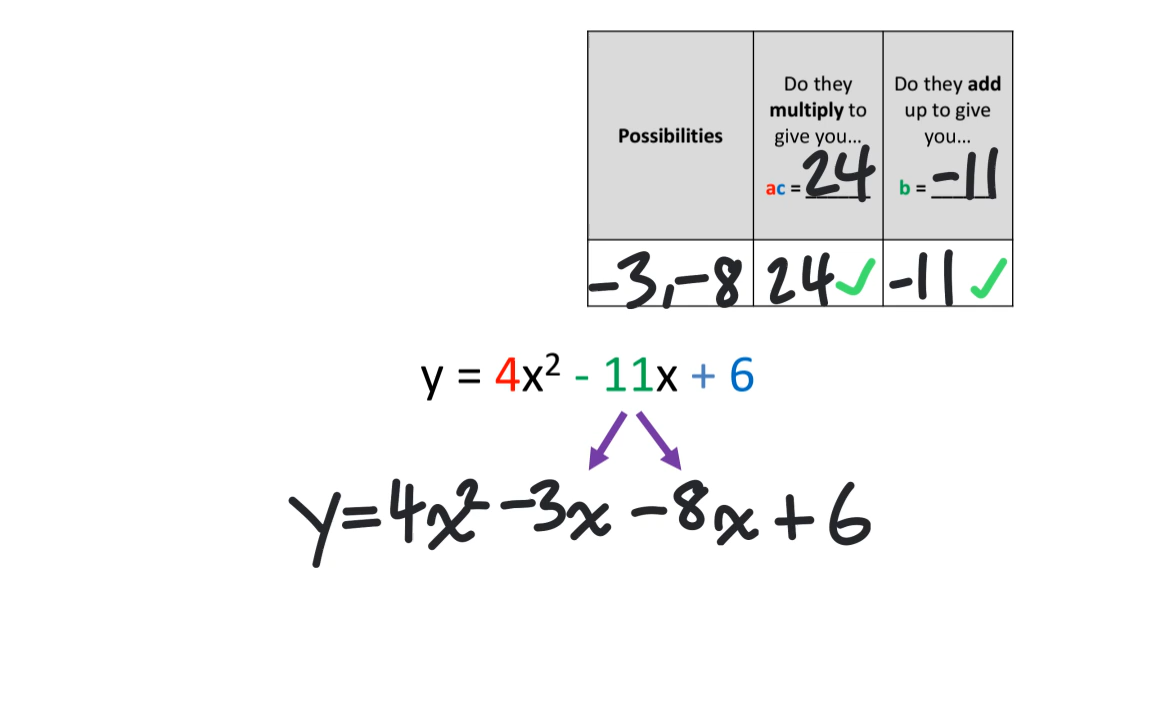 Possibilities
Do they
multiply to
give you...
ac = 24
Do they add
up to give
you...
b = -11
-3,-8
24✓
-11✓
y = 4x² - 11x + 6
y=4x²-3x-8x+6